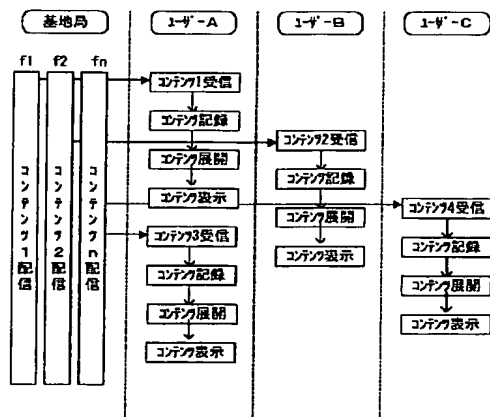 基地局
ユーザーA
ユーザーB
ユーザーC
f1
f2
fn
コンテンツ1配信
コンテンツ2配信
コンテンツn配信
コンテンツ1受信
コンテンツ記録
コンテンツ展開
コンテンツ表示
コンテンツ3受信
コンテンツ記録
コンテンツ展開
コンテンツ表示
コンテンツ2受信
コンテンツ記録
コンテンツ展開
コンテンツ表示
コンテンツ4受信
コンテンツ記録
コンテンツ展開
コンテンツ表示